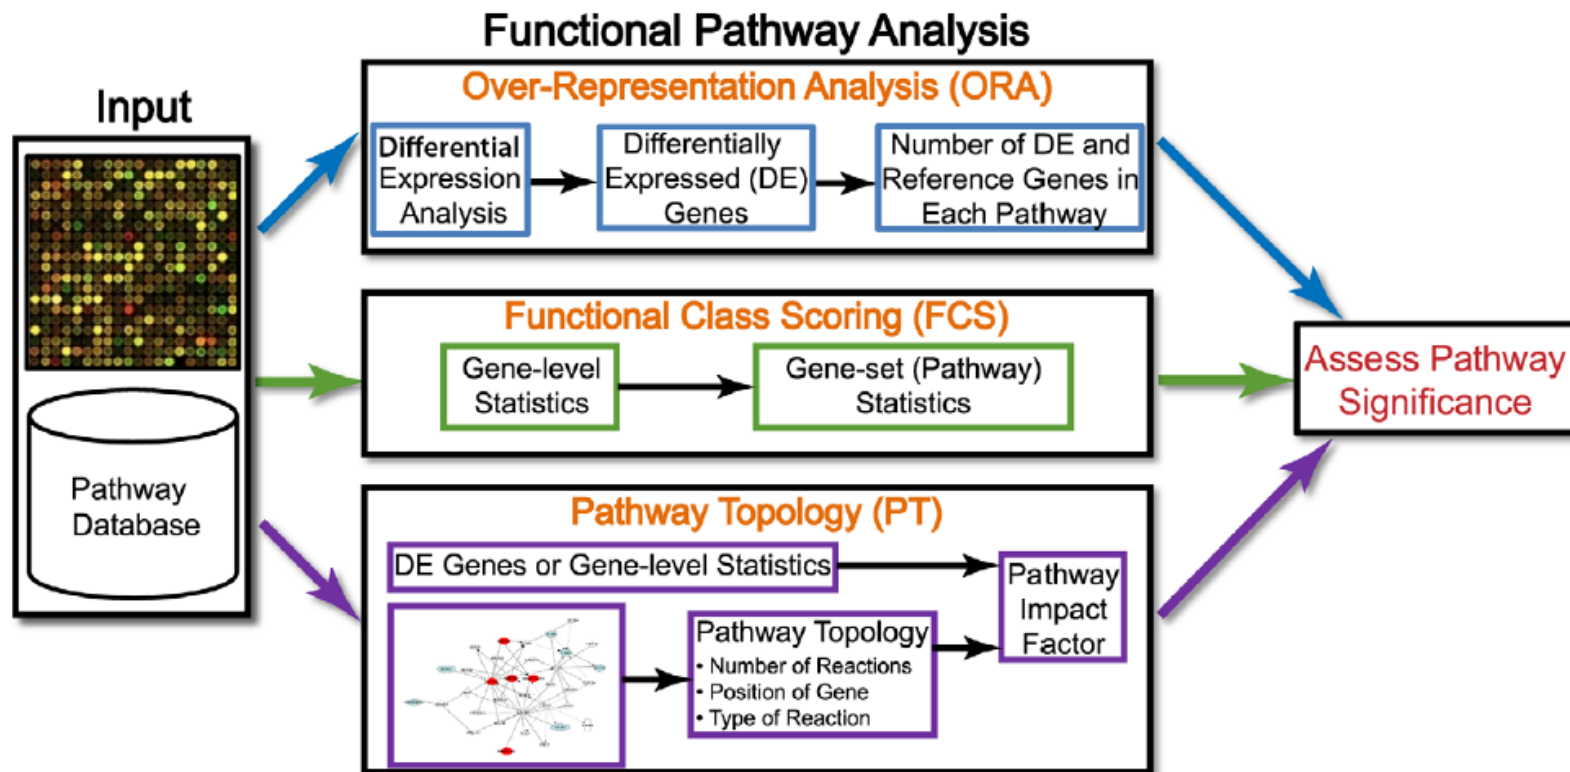 Functional Pathway Analysis
Input
Pathway
Database
Over-Representation Analysis (ORA)
Differential
Expression
Analysis
Differentially
Expressed (DE)
Genes
Number of DE and
Reference Genes in
Each Pathway
Functional Class Scoring (FCS)
Gene-level
Statistics
Gene-set (Pathway)
Statistics
Pathway Topology (PT)
DE Genes or Gene-level Statistics
Pathway Topology
• Number of Reactions
• Position of Gene
• Type of Reaction
Pathway
Impact
Factor
Assess Pathway
Significance